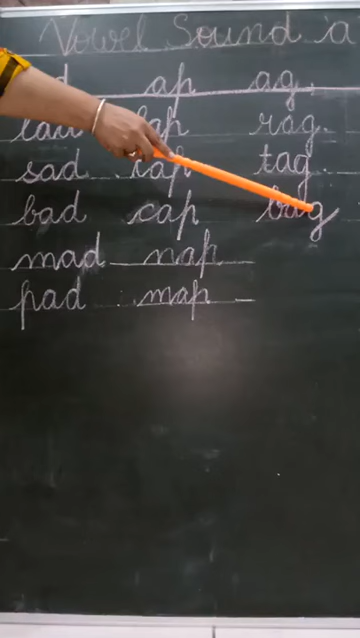 Vowel Sound 'a
ap ag
rag
sad tag
bad cap bag
mad nap
pad map